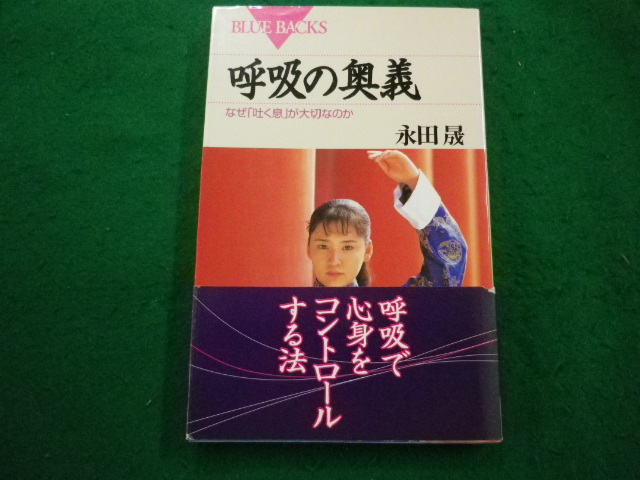 BLUE BACKS
呼吸の奥義
なぜ「吐く息」が大切なのか
永田 晟
呼吸で
心身を
コントロール
する法